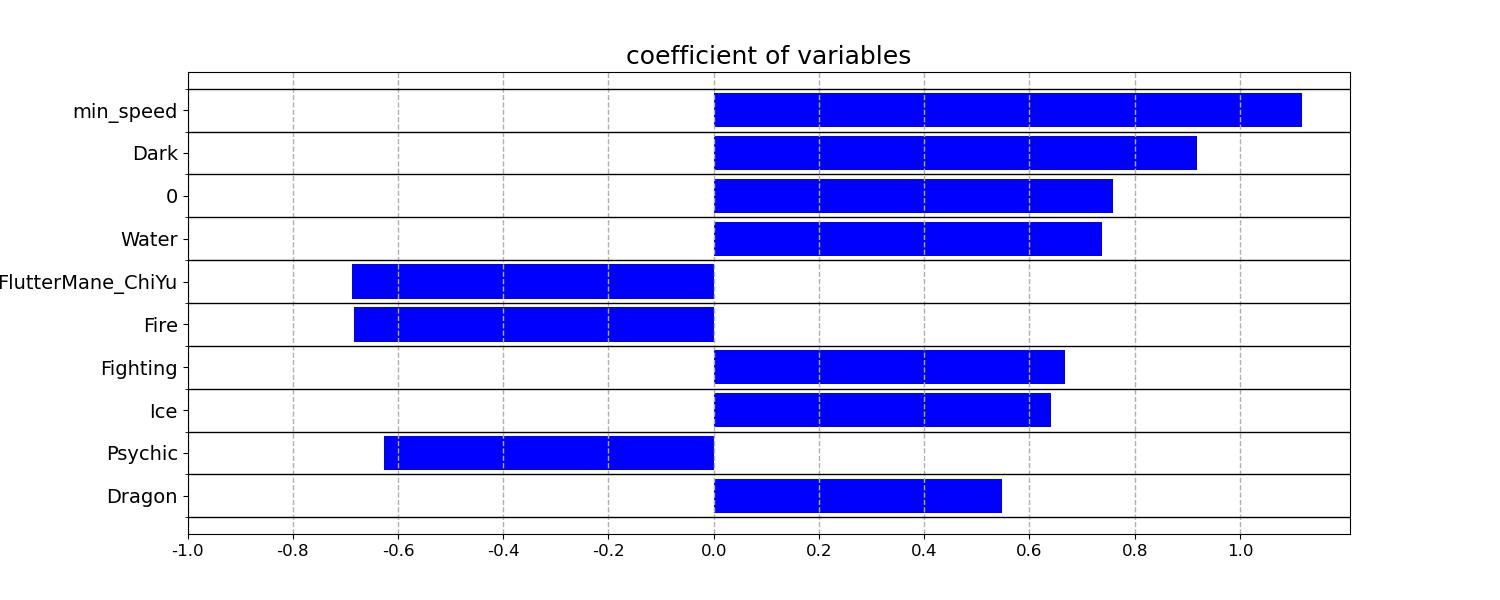 coefficient of variables
min_speed
Dark
0
Water
FlutterMane_ChiYu
Fire
Fighting
Ice
Psychic
Dragon
-1.0 -0.8 -0.6 -0.4 -0.2 0.0 0.2 0.4 0.6 0.8 1.0